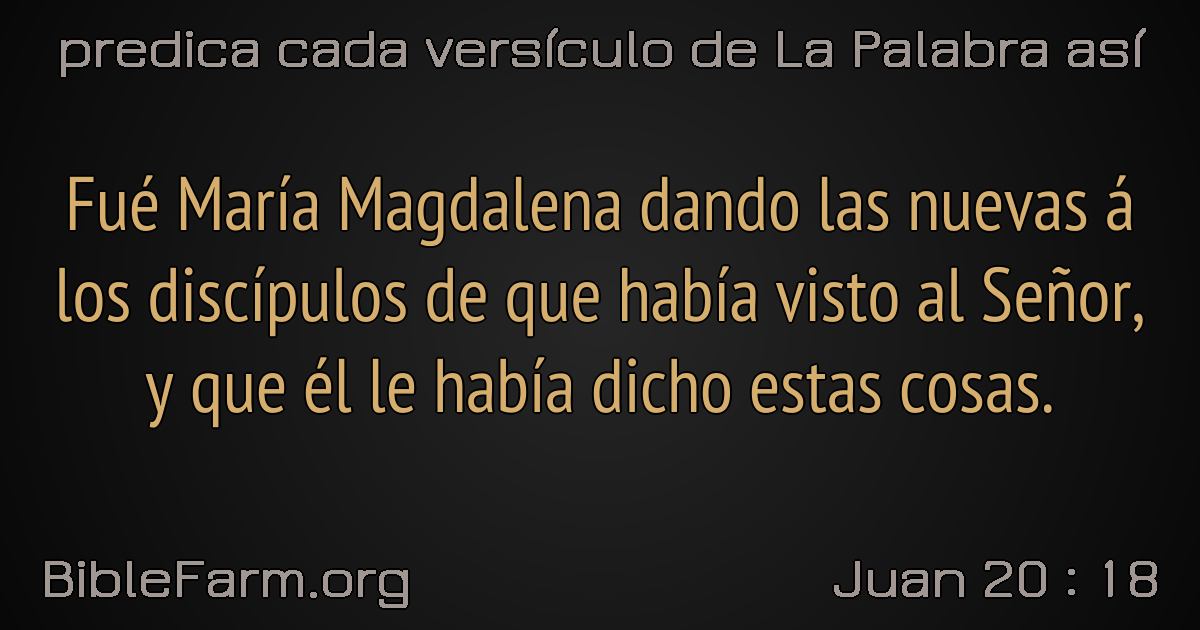 predica cada versículo de La Palabra así
Fué María Magdalena dando las nuevas á
los discípulos de que había visto al Señor,
y que él le había dicho estas cosas.
BibleFarm.org
Juan 20 : 18